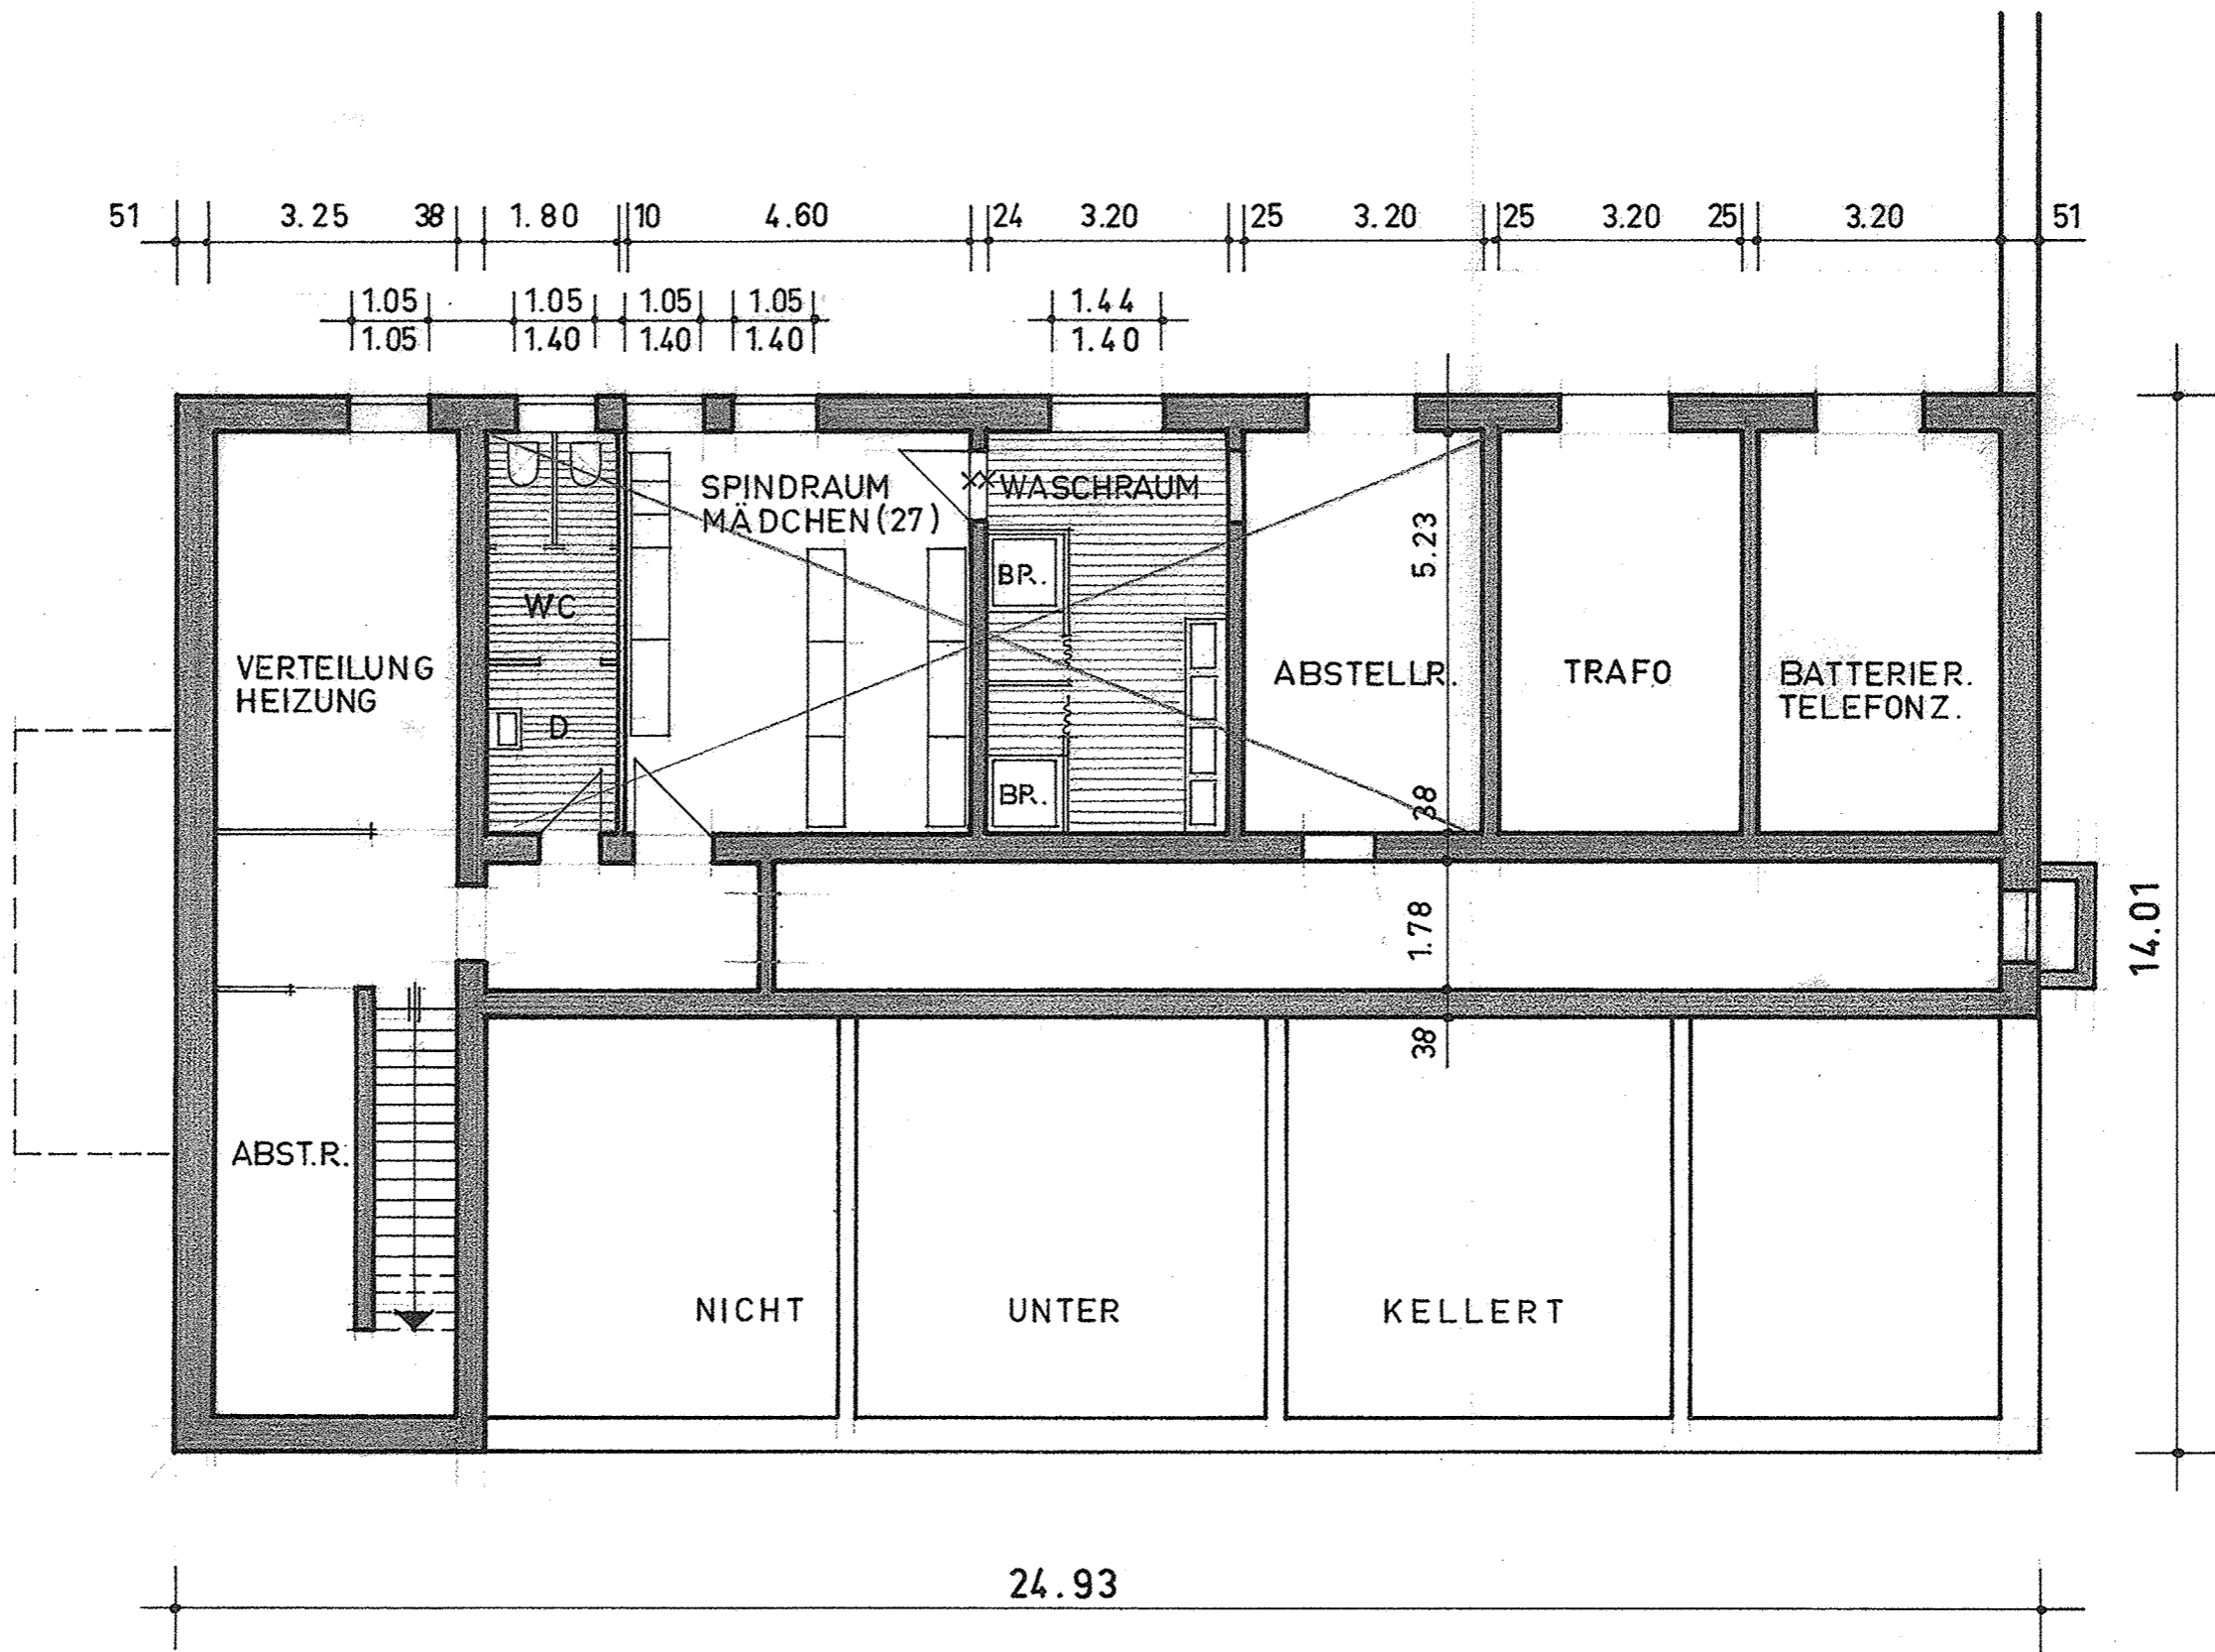 51 3.25 38 1.80 10 4.60 24 3.20 25 3.20 25 3.20 25 3.20 51
1.05 1.05 1.05 1.05 1.44
1.05 1.40 1.40 1.40 1.40
SPINDRAUM
MÄDCHEN (27)
WASCHRAUM
BR.
5.23
WC
VERTEILUNG
HEIZUNG
D
ABSTELLR.
TRAFO
BATTERIER.
TELEFONZ.
BR.
38
1.78
14.01
38
ABST.R.
NICHT UNTER KELLERT
24.93